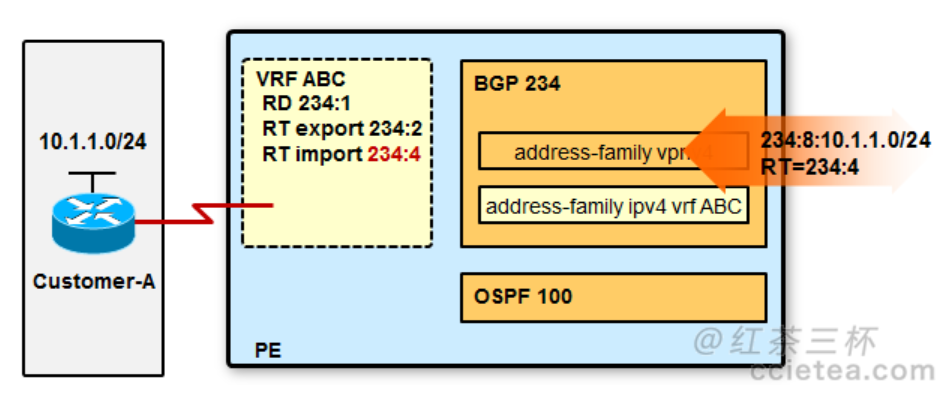 10.1.1.0/24
Customer-A
VRF ABC
RD 234:1
RT export 234:2
RT import 234:4
BGP 234
address-family vpn
address-family ipv4 vrf ABC
234:8:10.1.1.0/24
RT=234:4
OSPF 100
PE
@红茶三杯
ccietea.com